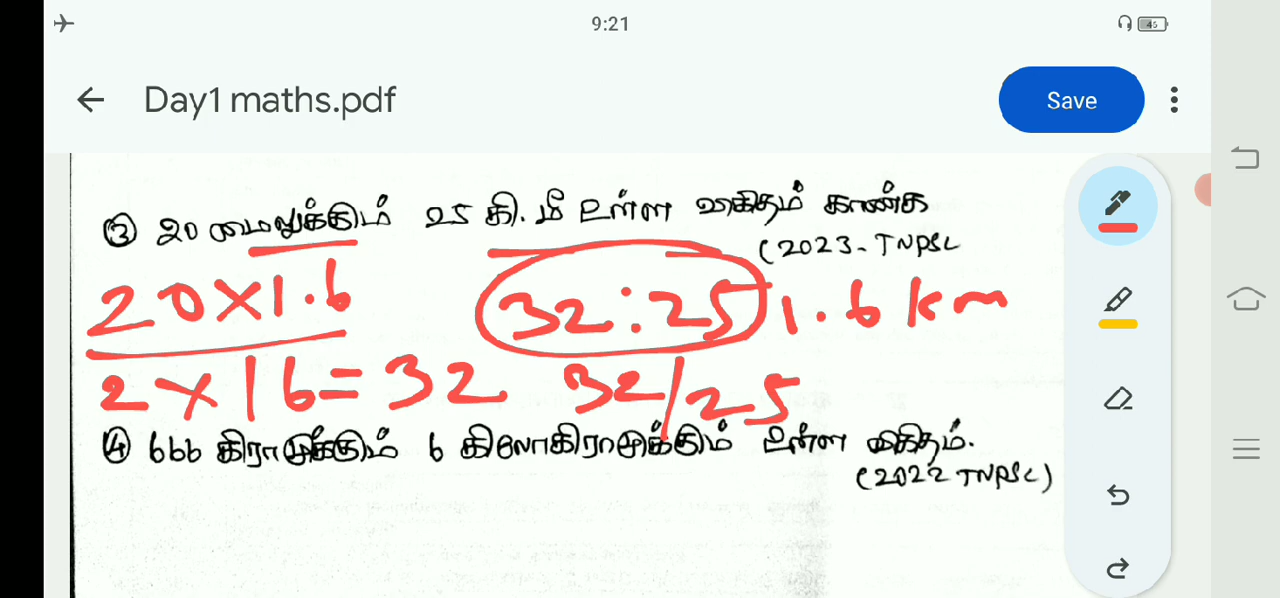 9:21
45
Day1 maths.pdf
Save
③ 20 மைலுக்கும் 25 கி.மீ உள்ள விகிதம் காண்க
(2023-TNPSC
20×1.6 32:25 1.6 km
2×16=32 32/25
④ 666 கிராமுக்கும் 6 கிலோகிராமுக்கும் உள்ள விகிதம்.
(2022 TNPSC)